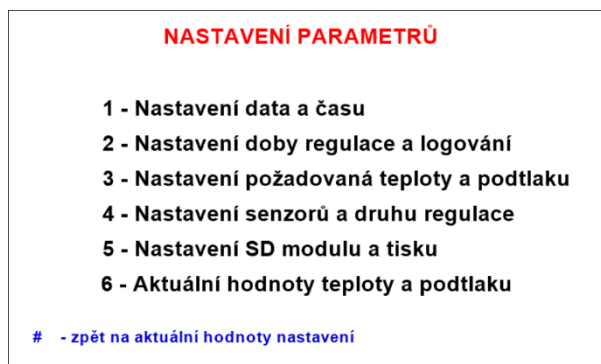 NASTAVENÍ PARAMETRŮ
1 - Nastavení data a času
2 - Nastavení doby regulace a logování
3 - Nastavení požadovaná teploty a podtlaku
4 - Nastavení senzorů a druhu regulace
5 - Nastavení SD modulu a tisku
6 - Aktuální hodnoty teploty a podtlaku
# - zpět na aktuální hodnoty nastavení